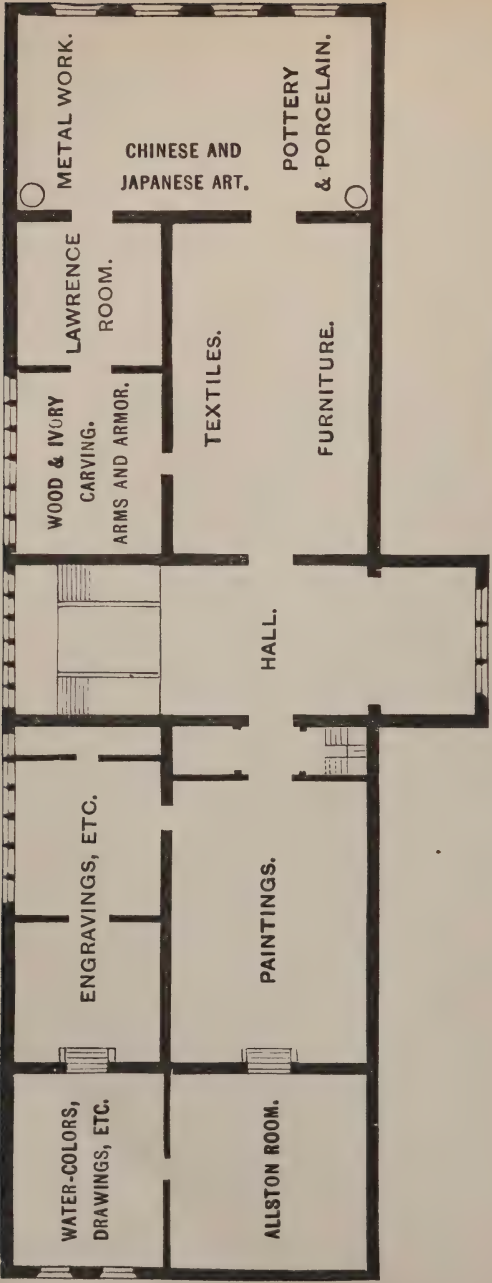 METAL WORK.
CHINESE AND
JAPANESE ART.
POTTERY
& PORCELAIN.
LAWRENCE
ROOM.
WOOD & IVORY
CARVING.
ARMS AND ARMOR.
TEXTILES.
FURNITURE.
HALL.
ENGRAVINGS, ETC.
PAINTINGS.
WATER-COLORS,
DRAWINGS, ETC.
ALLSTON ROOM.